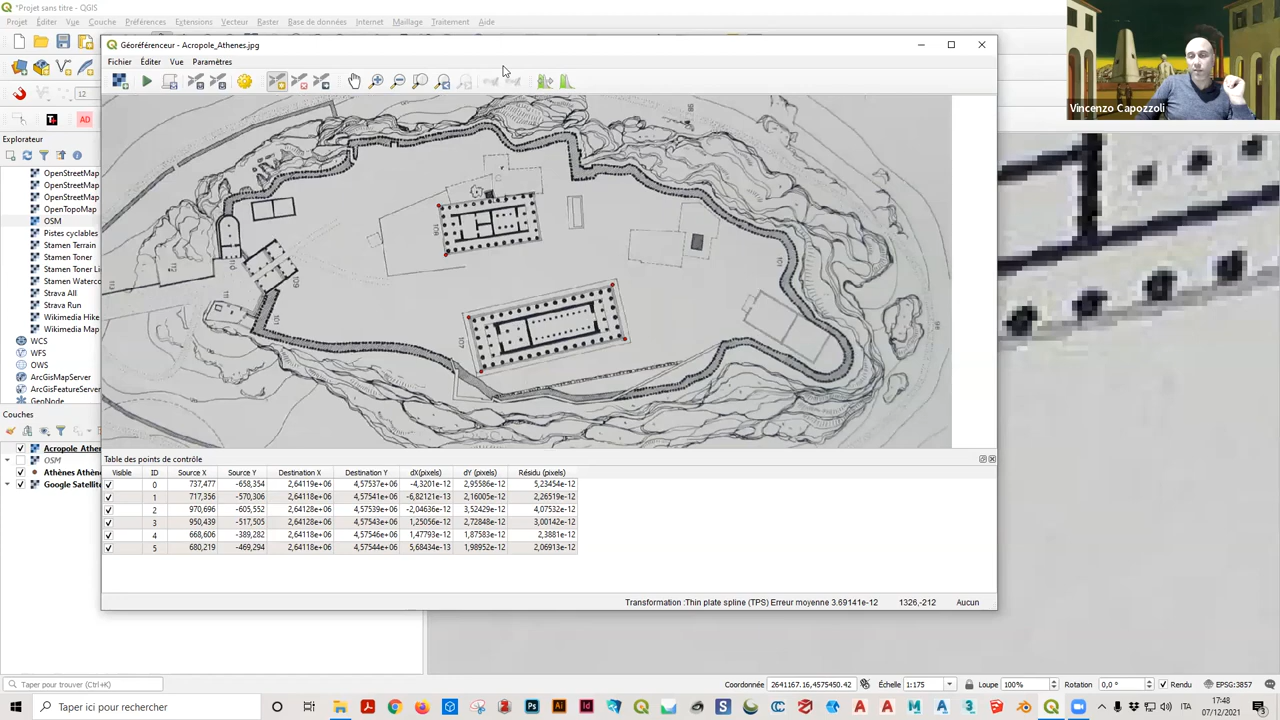 *Projet sans titre - QGIS
Projet Éditer Vue Couche Préférences Extensions Vecteur Raster Base de données Internet Maillage Traitement Aide
Géoréférenceur - Acropole_Athenes.jpg
Fichier Éditer Vue Paramètres
Vincenzo Capozzoli
12
AD
Explorateur
OpenStreetMap
OpenStreetMap
OpenStreetMap
OpenTopoMap
OSM
Pistes cyclables
Stamen Terrain
Stamen Toner
Stamen Toner Li
Stamen Waterco
Strava All
Strava Run
Wikimedia Hike
Wikimedia Map
WCS
WFS
OWS
ArcGisMapServer
ArcGisFeatureServer
GeoNode
Couches
Acropole Athe
OSM
Athènes Athèn
Google Satellit
Table des points de contrôle
Visible ID Source X Source Y Destination X Destination Y dX(pixels) dY (pixels) Résidu (pixels)
0 737,477 -658,354 2,64119e+06 4,57537e+06 -4,3201e-12 2,95586e-12 5,23454e-12
1 717,356 -570,306 2,64118e+06 4,57541e+06 -6,82121e-13 2,16005e-12 2,26519e-12
2 970,696 -605,552 2,64128e+06 4,57539e+06 -2,04636e-12 3,52429e-12 4,07532e-12
3 950,439 -517,505 2,64128e+06 4,57543e+06 1,25056e-12 2,72848e-12 3,00142e-12
4 668,606 -389,282 2,64118e+06 4,57546e+06 1,47793e-12 1,87583e-12 2,3881e-12
5 680,219 -469,294 2,64118e+06 4,57544e+06 5,68434e-13 1,98952e-12 2,06913e-12
Transformation :Thin plate spline (TPS) Erreur moyenne 3.69141e-12 1326,-212 Aucun
Taper pour trouver (Ctrl+K) Coordonnée 2641167.16,4575450.42 Échelle 1:175 Loupe 100% Rotation 0,0 ° Rendu EPSG:3857
Taper ici pour rechercher ITA 17:48
07/12/2021